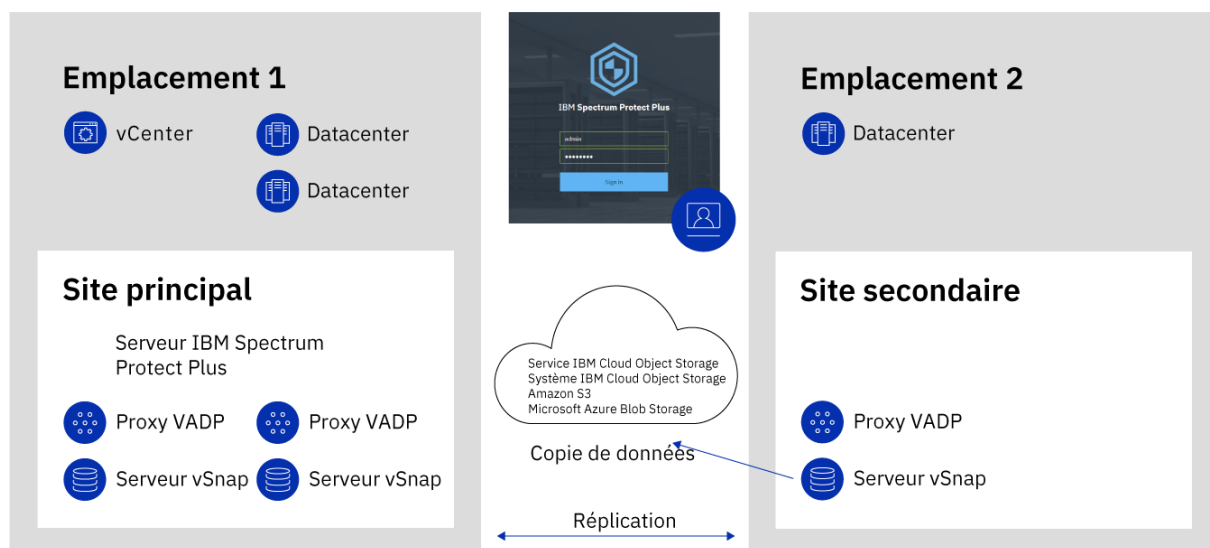 Emplacement 1
vCenter
Datacenter
Datacenter
Site principal
Serveur IBM Spectrum
Protect Plus
Proxy VADP
Proxy VADP
Serveur vSnap
Serveur vSnap
IBM Spectrum Protect Plus
admin
Sign in
Service IBM Cloud Object Storage
Système IBM Cloud Object Storage
Amazon S3
Microsoft Azure Blob Storage
Copie de données
Réplication
Emplacement 2
Datacenter
Site secondaire
Proxy VADP
Serveur vSnap